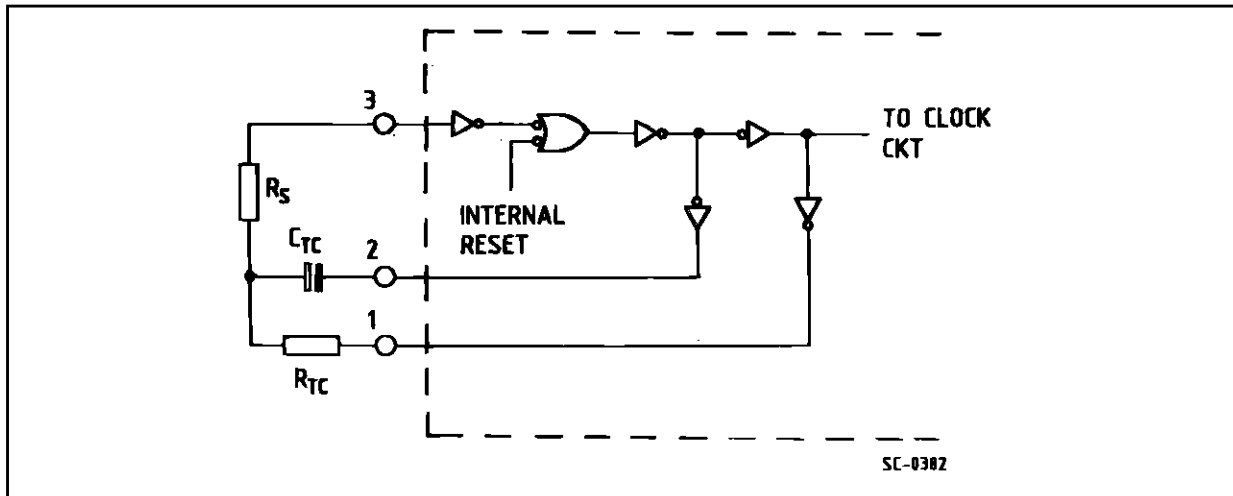 3
TO CLOCK
CKT
RS
INTERNAL
RESET
CTC
2
1
RTC
SC-0382